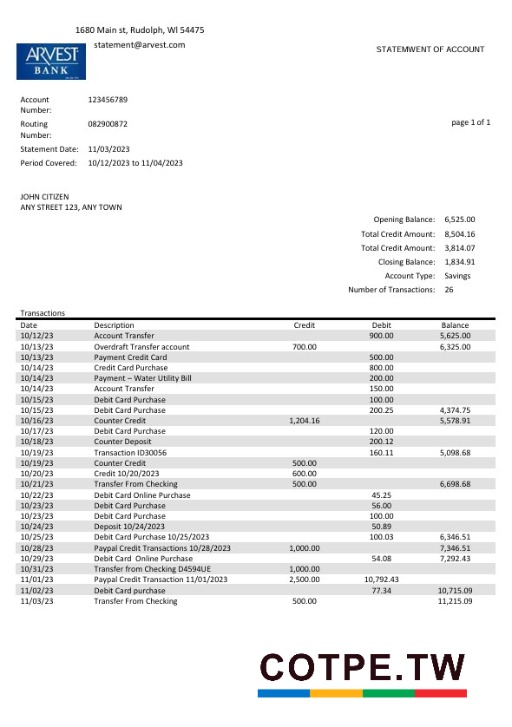 1680 Main st, Rudolph, WI 54475
statement@arvest.com
STATEMWENT OF ACCOUNT
ARVEST
BANK
Account Number: 123456789
Routing Number: 082900872
page 1 of 1
Statement Date: 11/03/2023
Period Covered: 10/12/2023 to 11/04/2023
JOHN CITIZEN
ANY STREET 123, ANY TOWN
Opening Balance: 6,525.00
Total Credit Amount: 8,504.16
Total Credit Amount: 3,814.07
Closing Balance: 1,834.91
Account Type: Savings
Number of Transactions: 26
Transactions
Date Description Credit Debit Balance
10/12/23 Account Transfer 900.00 5,625.00
10/13/23 Overdraft Transfer account 700.00 6,325.00
10/13/23 Payment Credit Card 500.00
10/14/23 Credit Card Purchase 800.00
10/14/23 Payment – Water Utility Bill 200.00
10/14/23 Account Transfer 150.00
10/15/23 Debit Card Purchase 100.00
10/15/23 Debit Card Purchase 200.25 4,374.75
10/16/23 Counter Credit 1,204.16 5,578.91
10/17/23 Debit Card Purchase 120.00
10/18/23 Counter Deposit 200.12
10/19/23 Transaction ID30056 160.11 5,098.68
10/19/23 Counter Credit 500.00
10/20/23 Credit 10/20/2023 600.00
10/21/23 Transfer From Checking 500.00 6,698.68
10/22/23 Debit Card Online Purchase 45.25
10/23/23 Debit Card Purchase 56.00
10/23/23 Debit Card Purchase 100.00
10/24/23 Deposit 10/24/2023 50.89
10/25/23 Debit Card Purchase 10/25/2023 100.03 6,346.51
10/28/23 Paypal Credit Transactions 10/28/2023 1,000.00 7,346.51
10/29/23 Debit Card Online Purchase 54.08 7,292.43
10/31/23 Transfer from Checking D4594UE 1,000.00
11/01/23 Paypal Credit Transaction 11/01/2023 2,500.00 10,792.43
11/02/23 Debit Card purchase 77.34 10,715.09
11/03/23 Transfer From Checking 500.00 11,215.09
COTPE.TW